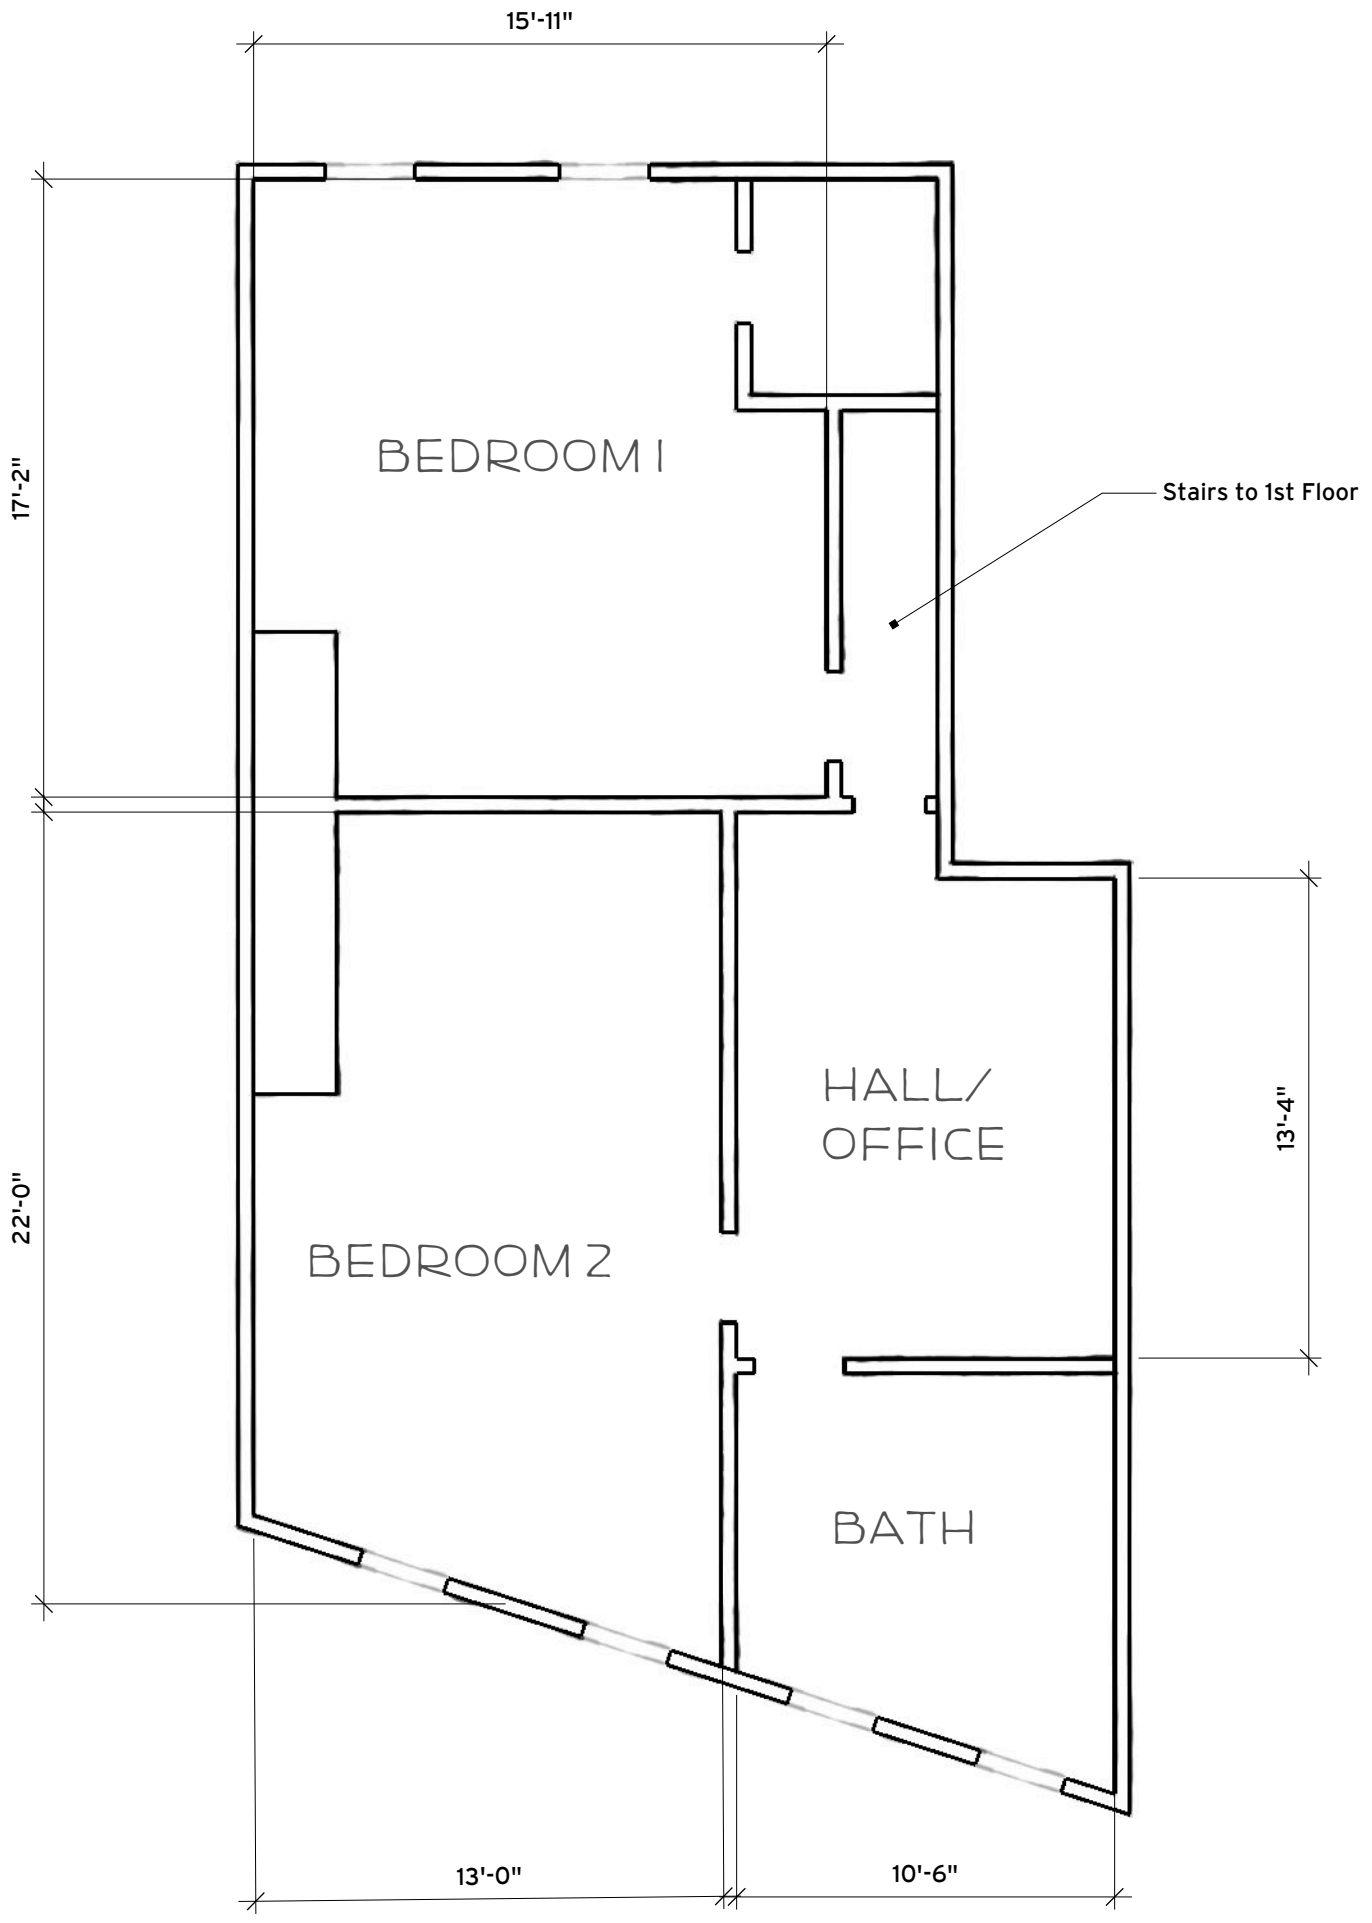 15'-11"
BEDROOM 1
17'-2"
Stairs to 1st Floor
HALL/
OFFICE
13'-4"
22'-0"
BEDROOM 2
BATH
13'-0"
10'-6"